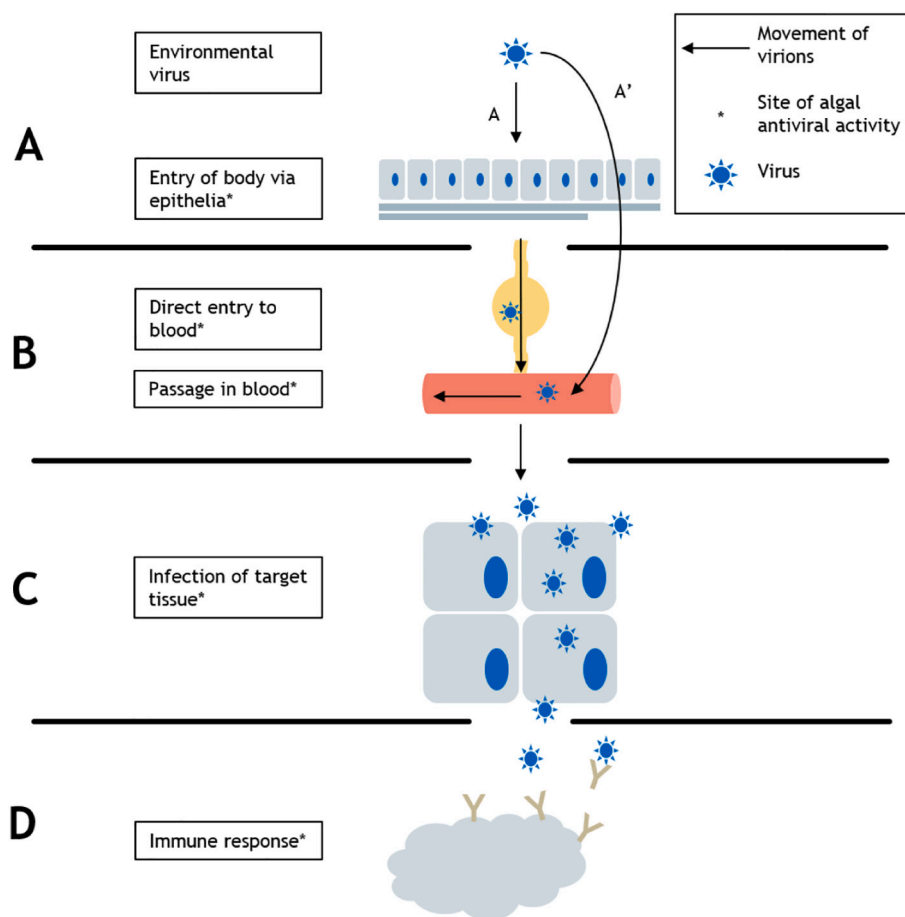 Environmental
virus
Movement of
virions
A'
A
*
Site of algal
antiviral activity
A
Entry of body via
epithelia*
Virus
Direct entry to
blood*
B
Passage in blood*
Infection of target
tissue*
C
D
Immune response*